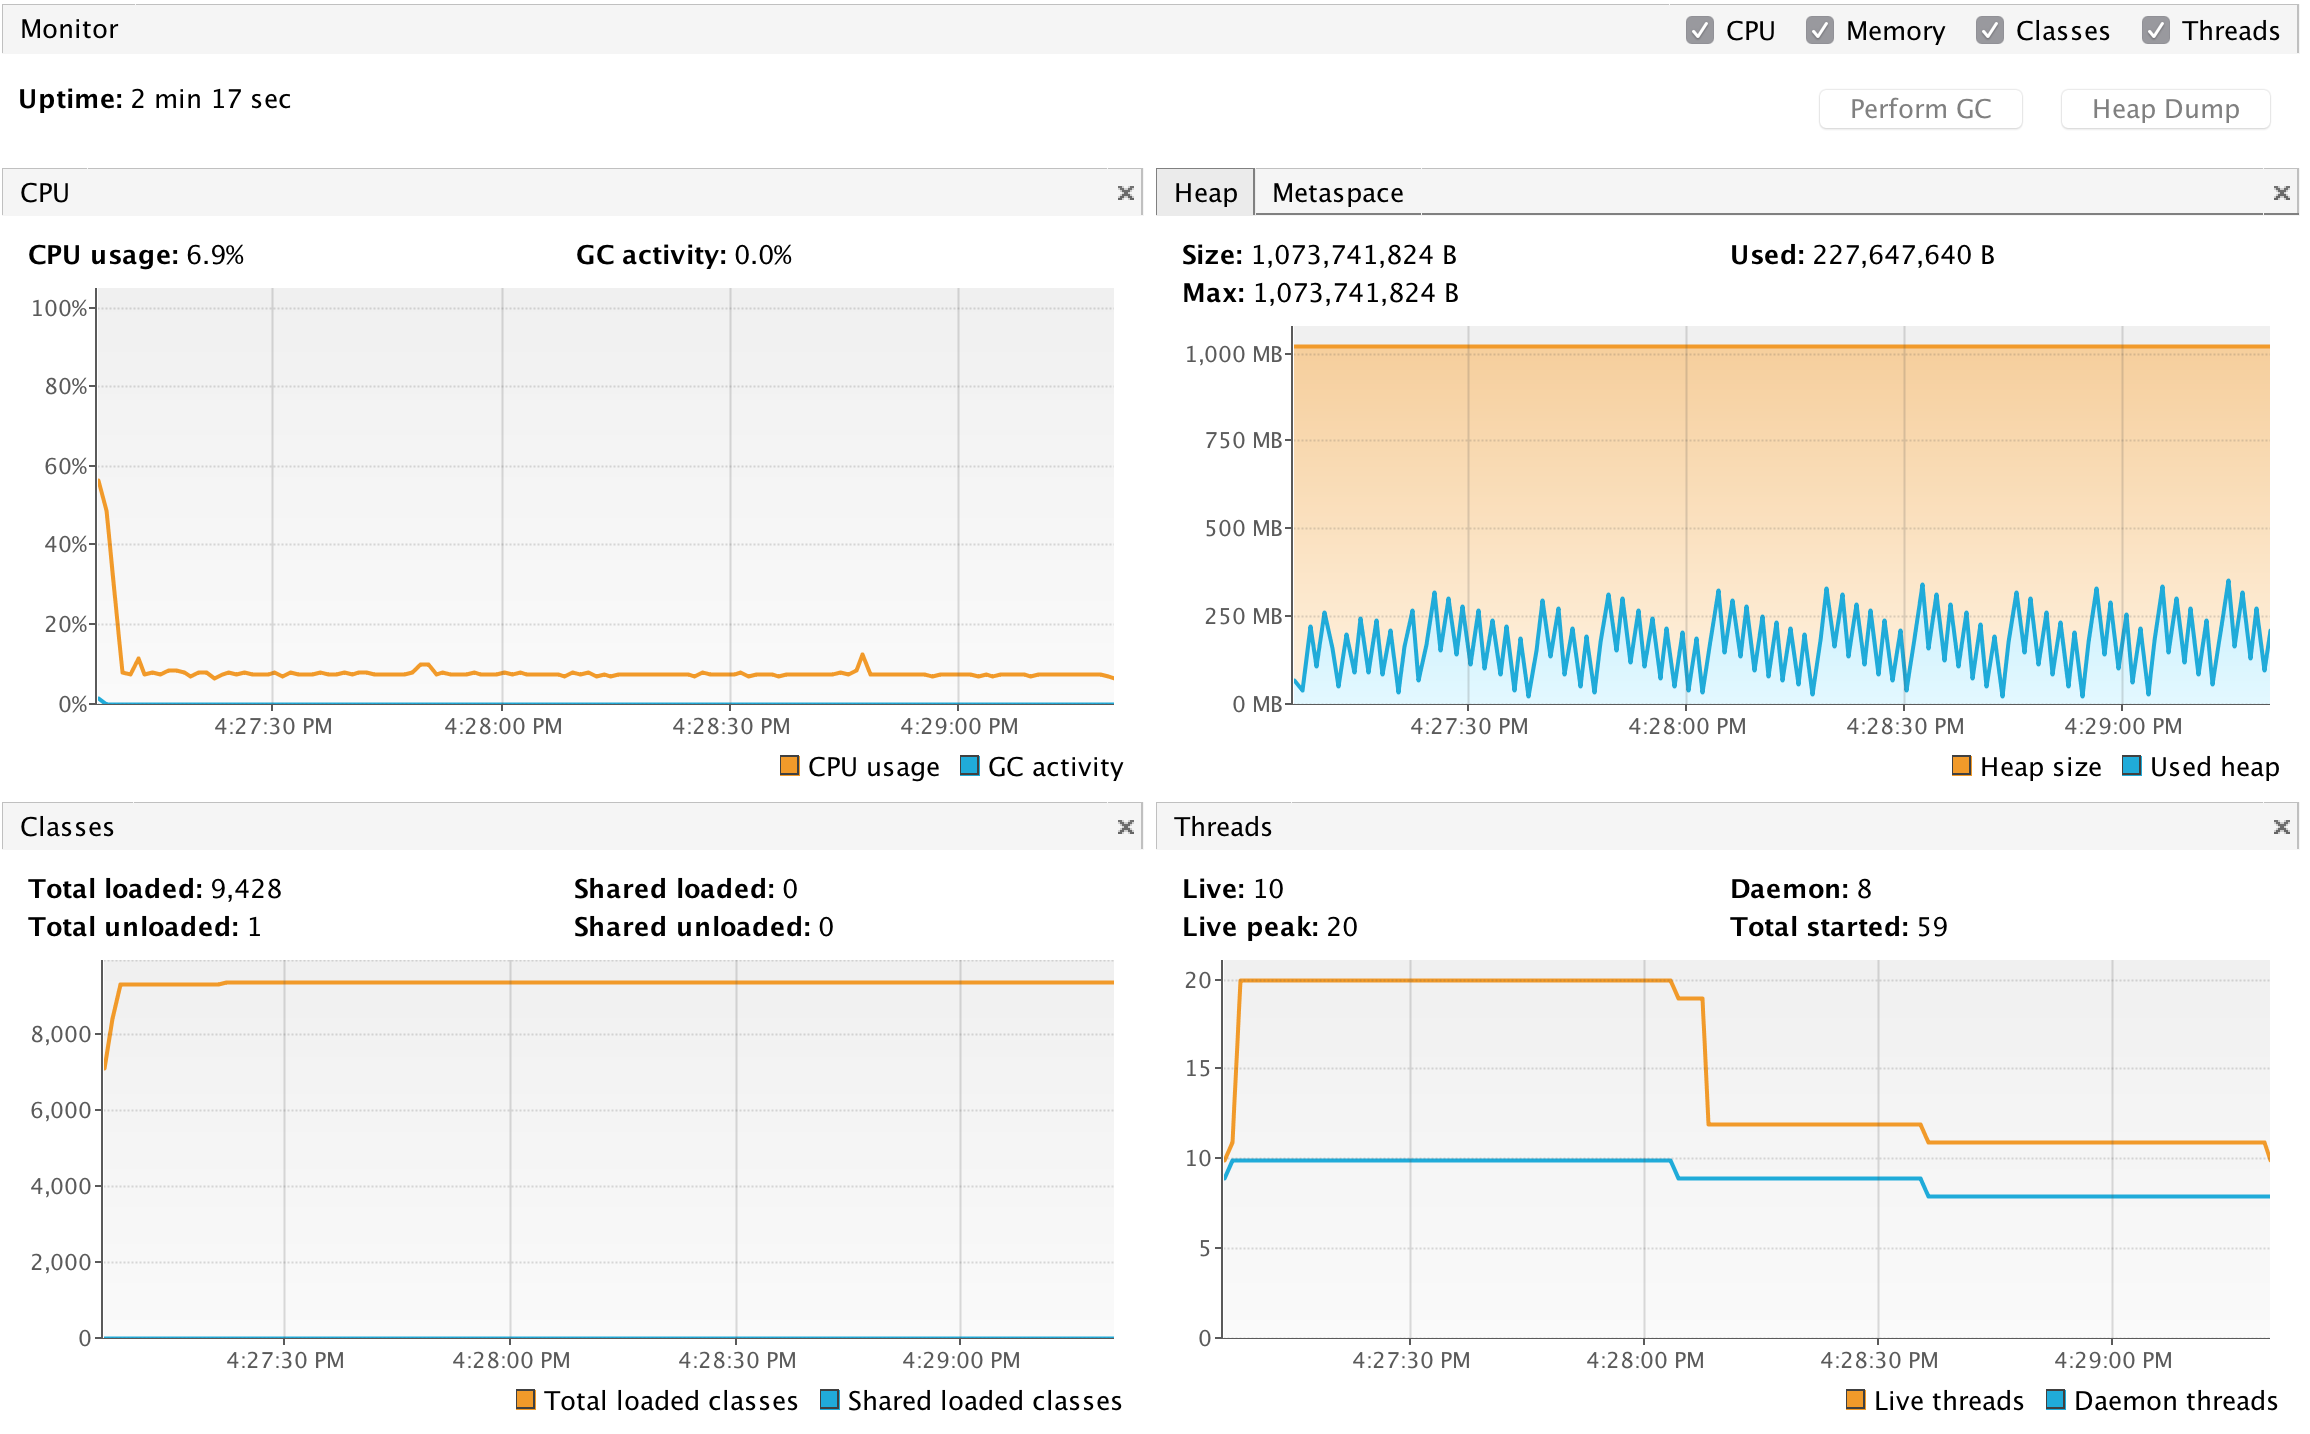 Monitor
CPU Memory Classes Threads
Uptime: 2 min 17 sec
Perform GC Heap Dump
CPU
CPU usage: 6.9% GC activity: 0.0%
100%
80%
60%
40%
20%
0%
4:27:30 PM 4:28:00 PM 4:28:30 PM 4:29:00 PM
CPU usage GC activity
Heap Metaspace
Size: 1,073,741,824 B Used: 227,647,640 B
Max: 1,073,741,824 B
1,000 MB
750 MB
500 MB
250 MB
0 MB
4:27:30 PM 4:28:00 PM 4:28:30 PM 4:29:00 PM
Heap size Used heap
Classes
Total loaded: 9,428 Shared loaded: 0
Total unloaded: 1 Shared unloaded: 0
8,000
6,000
4,000
2,000
0
4:27:30 PM 4:28:00 PM 4:28:30 PM 4:29:00 PM
Total loaded classes Shared loaded classes
Threads
Live: 10 Daemon: 8
Live peak: 20 Total started: 59
20
15
10
5
0
4:27:30 PM 4:28:00 PM 4:28:30 PM 4:29:00 PM
Live threads Daemon threads